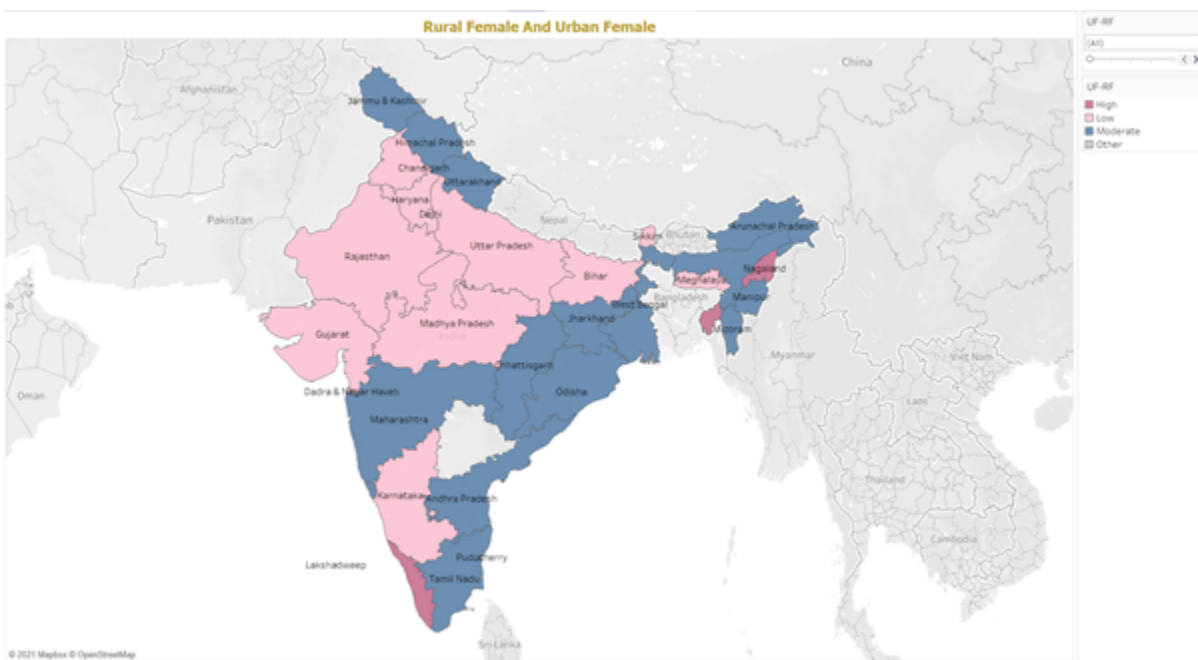 Rural Female And Urban Female
UF-RF
(All)
UF-RF
High
Low
Moderate
Other
China
Afghanistan
Jammu & Kashmir
Himachal Pradesh
Chandigarh
Uttarakhand
Haryana
Delhi
Pakistan
Nepal
Sikkim
Bhutan
Arunachal Pradesh
Uttar Pradesh
Rajasthan
Bihar
Meghalaya
Nagaland
Bangladesh
Manipur
West Bengal
Jharkhand
Madhya Pradesh
India
Gujarat
Mizoram
Myanmar
Viet Nam
Chhattisgarh
Oman
Dadra & Nagar Haveli
Odisha
Laos
Maharashtra
Thailand
Karnataka
Andhra Pradesh
Cambodia
Puducherry
Lakshadweep
Tamil Nadu
Sri Lanka
© 2021 Mapbox © OpenStreetMap